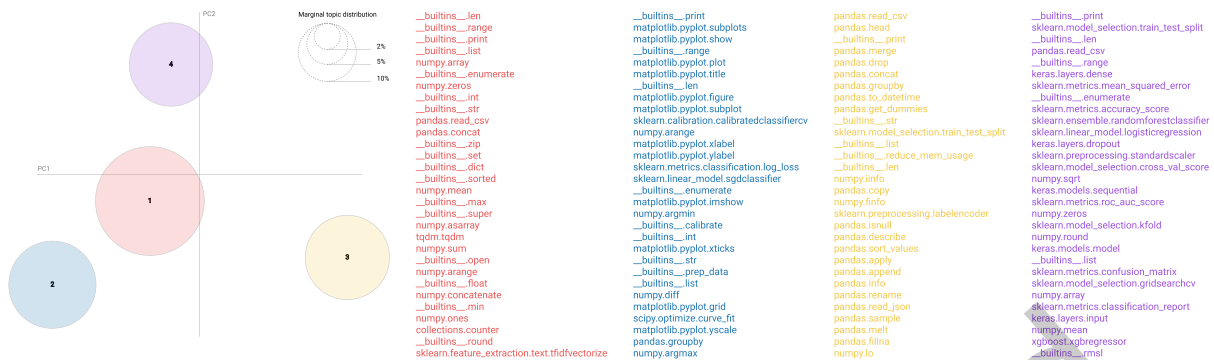 PC2
Marginal topic distribution
2%
5%
10%
PC1
4
1
3
2
__builtins__.len
__builtins__.range
__builtins__.print
__builtins__.list
numpy.array
__builtins__.enumerate
numpy.zeros
__builtins__.int
__builtins__.str
pandas.read_csv
pandas.concat
__builtins__.zip
__builtins__.set
__builtins__.dict
__builtins__.sorted
numpy.mean
__builtins__.max
__builtins__.super
numpy.asarray
tqdm.tqdm
numpy.sum
__builtins__.open
numpy.arange
__builtins__.float
numpy.concatenate
__builtins__.min
numpy.ones
collections.counter
__builtins__.round
sklearn.feature_extraction.text.tfidfvectorize
__builtins__.print
matplotlib.pyplot.subplots
matplotlib.pyplot.show
__builtins__.range
matplotlib.pyplot.plot
matplotlib.pyplot.title
__builtins__.len
matplotlib.pyplot.figure
matplotlib.pyplot.subplot
sklearn.calibration.calibratedclassifiercv
numpy.arange
matplotlib.pyplot.xlabel
matplotlib.pyplot.ylabel
sklearn.metrics.classification.log_loss
sklearn.linear_model.sgdclassifier
__builtins__.enumerate
matplotlib.pyplot.imshow
numpy.argmin
__builtins__.calibrate
__builtins__.int
matplotlib.pyplot.xticks
__builtins__.str
__builtins__.prep_data
__builtins__.list
numpy.diff
matplotlib.pyplot.grid
scipy.optimize.curve_fit
matplotlib.pyplot.yscale
pandas.groupby
numpy.argmax
pandas.read_csv
pandas.head
__builtins__.print
pandas.merge
pandas.drop
pandas.concat
pandas.groupby
pandas.to_datetime
pandas.get_dummies
__builtins__.str
sklearn.model_selection.train_test_split
__builtins__.list
__builtins__.reduce_mem_usage
__builtins__.len
numpy.iinfo
pandas.copy
numpy.finfo
sklearn.preprocessing.labelencoder
pandas.isnull
pandas.describe
pandas.sort_values
pandas.apply
pandas.append
pandas.info
pandas.rename
pandas.read_json
pandas.sample
pandas.melt
pandas.fillna
numpy.lo
__builtins__.print
sklearn.model_selection.train_test_split
__builtins__.len
pandas.read_csv
__builtins__.range
keras.layers.dense
sklearn.metrics.mean_squared_error
__builtins__.enumerate
sklearn.metrics.accuracy_score
sklearn.ensemble.randomforestclassifier
sklearn.linear_model.logisticregression
keras.layers.dropout
sklearn.preprocessing.standardscaler
sklearn.model_selection.cross_val_score
numpy.sqrt
keras.models.sequential
sklearn.metrics.roc_auc_score
numpy.zeros
sklearn.model_selection.kfold
numpy.round
keras.models.model
__builtins__.list
sklearn.metrics.confusion_matrix
sklearn.model_selection.gridsearchcv
numpy.array
sklearn.metrics.classification_report
keras.layers.input
numpy.mean
xgboost.xgbregressor
__builtins__.rmsl